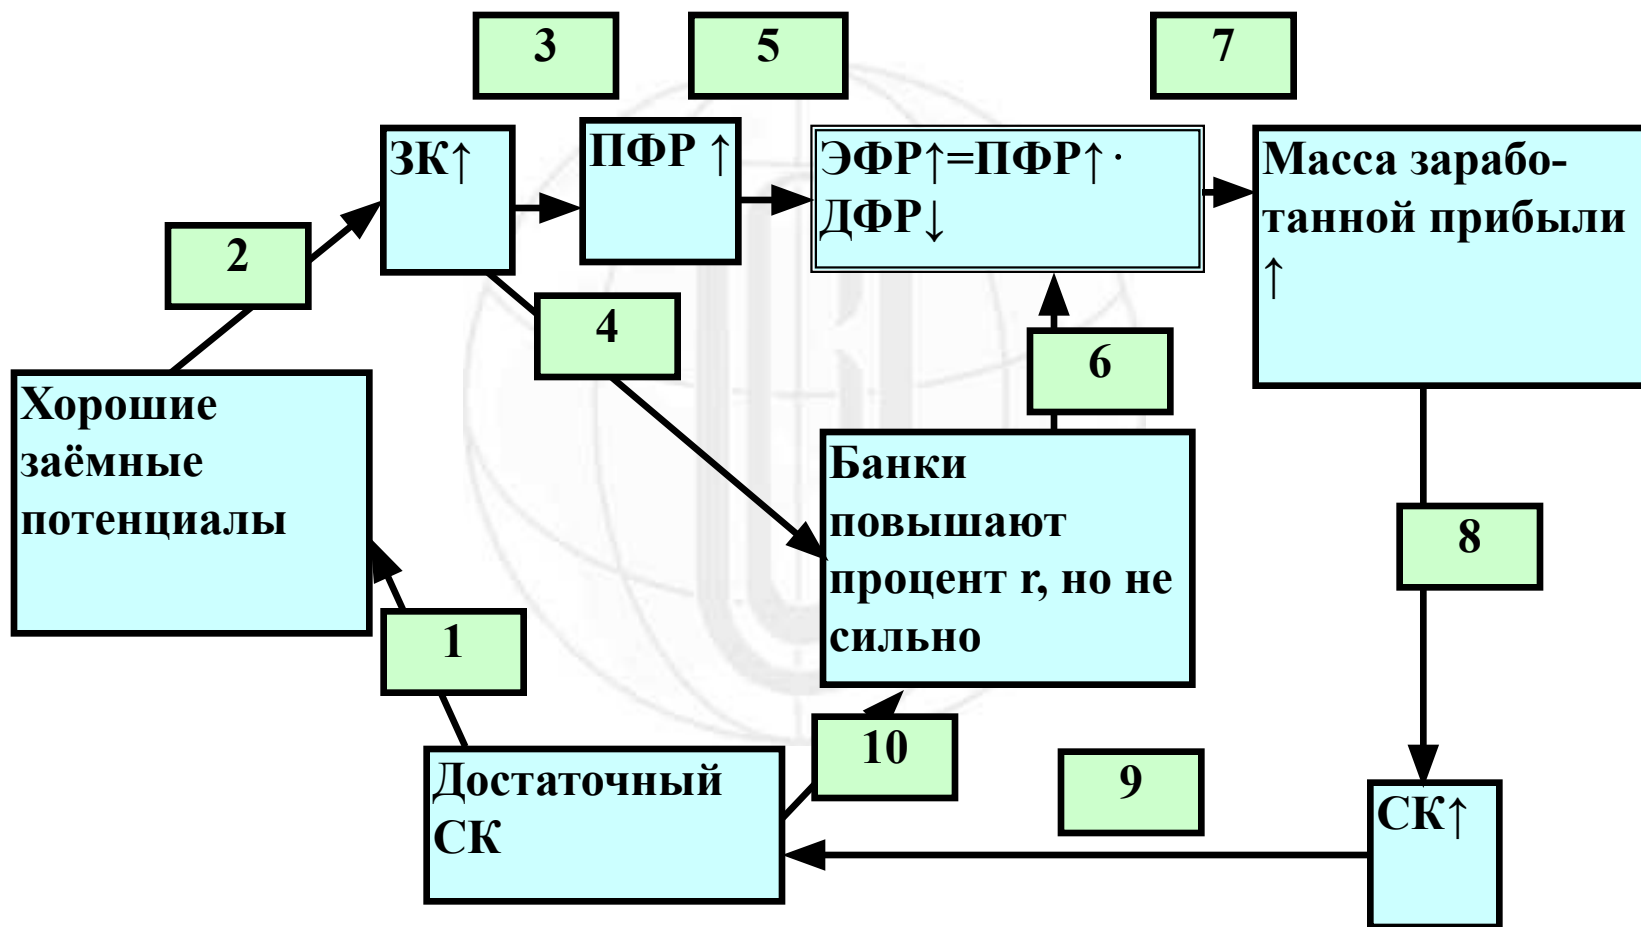 3
5
7
ЗК↑
ПФР ↑
ЭФР↑=ПФР↑ ·
ДФР↓
Масса зарабо-
танной прибыли
↑
2
4
6
Хорошие
заёмные
потенциалы
Банки
повышают
процент r, но не
сильно
8
1
10
9
Достаточный
СК
СК↑